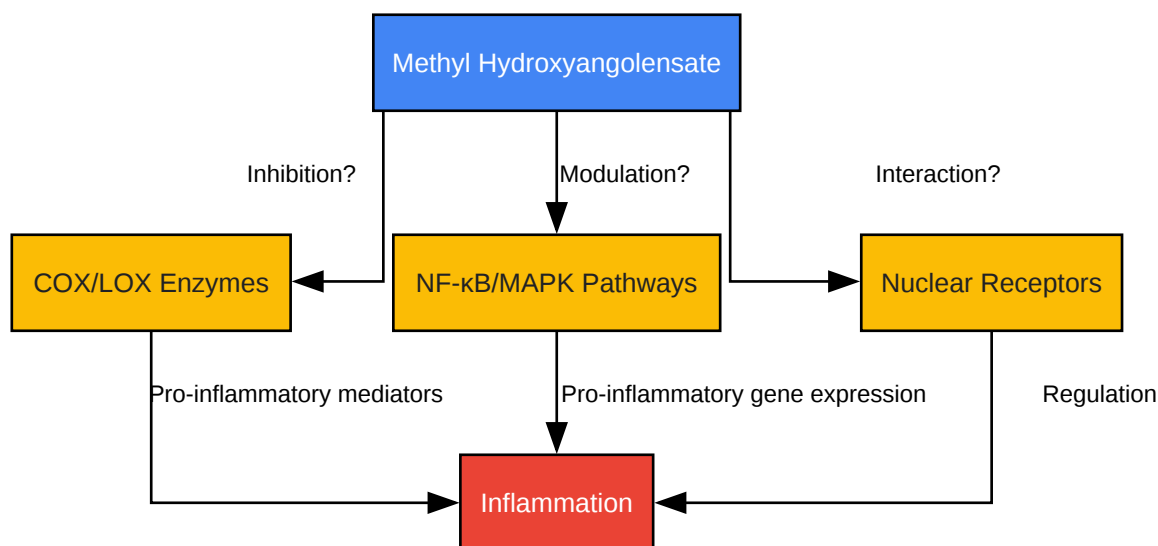 Methyl Hydroxyangolensate
Inhibition?
Modulation?
Interaction?
COX/LOX Enzymes
NF-κB/MAPK Pathways
Nuclear Receptors
Pro-inflammatory mediators
Pro-inflammatory gene expression
Regulation
Inflammation